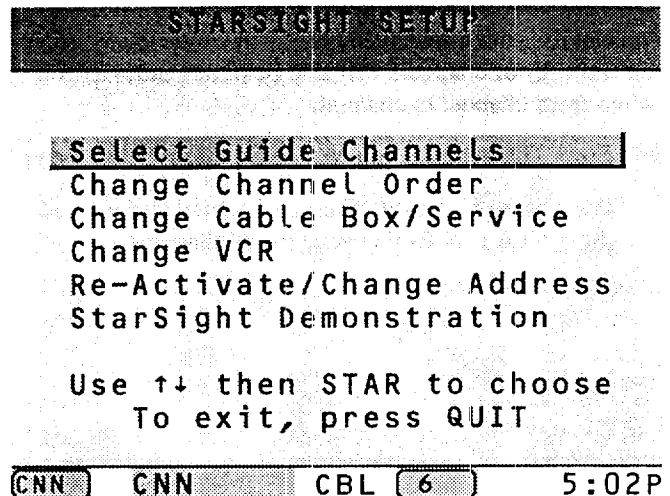 STARSIGHT SETUP
Select Guide Channels
Change Channel Order
Change Cable Box/Service
Change VCR
Re-Activate/Change Address
StarSight Demonstration
Use ↑↓ then STAR to choose
To exit, press QUIT
CNN CNN CBL 6 5:02P